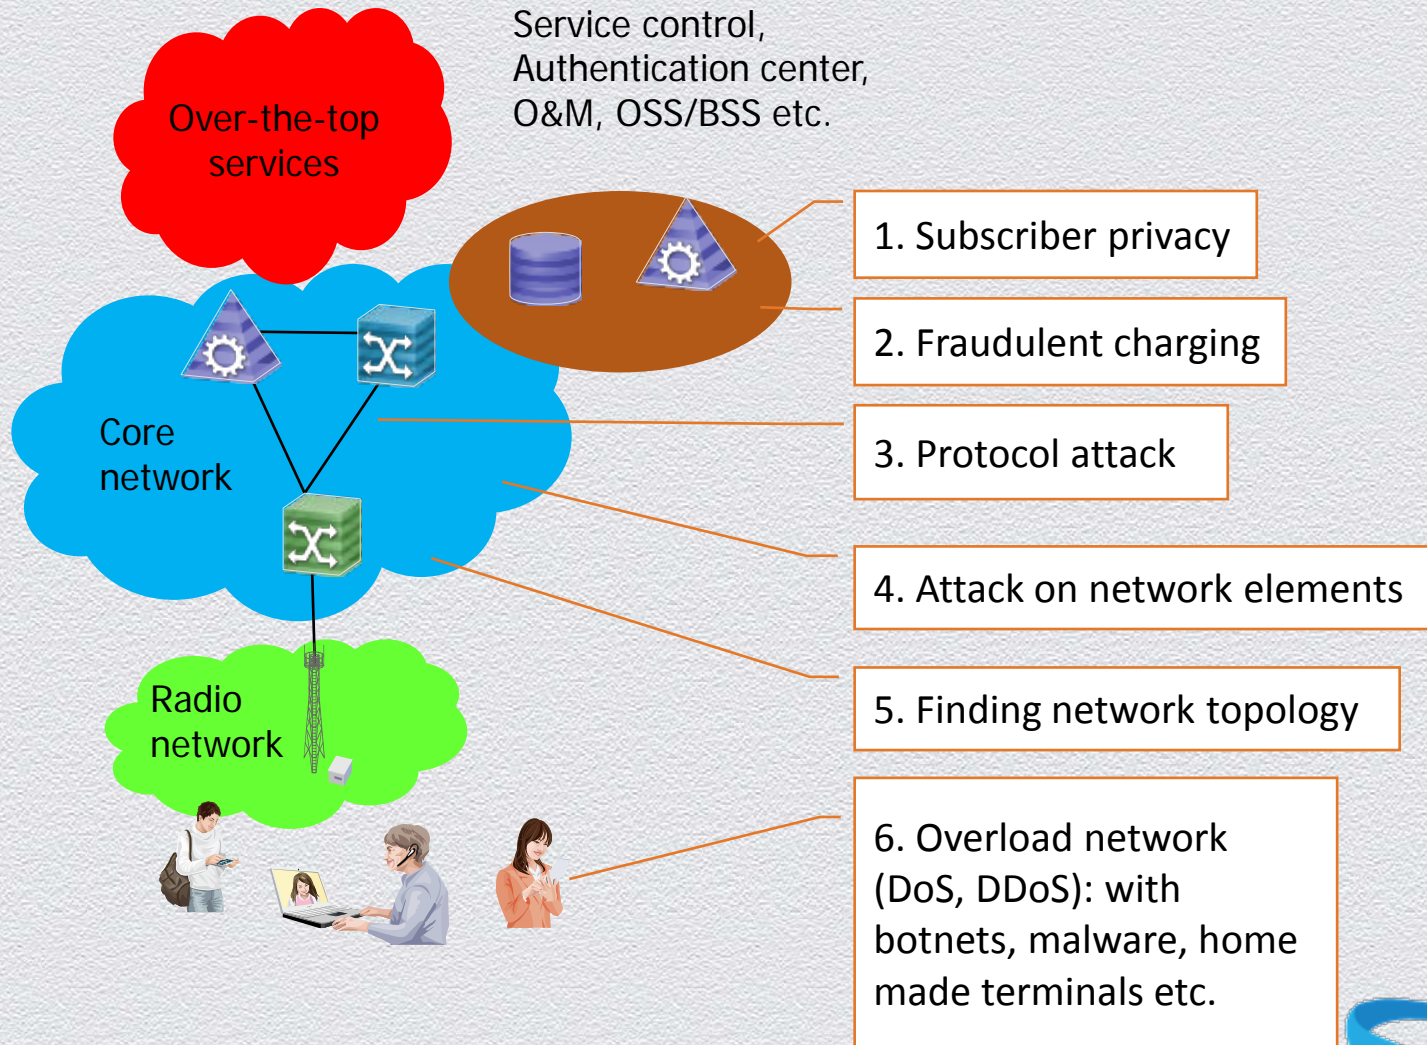 Service control,
Authentication center,
O&M, OSS/BSS etc.
Over-the-top
services
1. Subscriber privacy
2. Fraudulent charging
Core
network
3. Protocol attack
4. Attack on network elements
Radio
network
5. Finding network topology
6. Overload network
(DoS, DDoS): with
botnets, malware, home
made terminals etc.